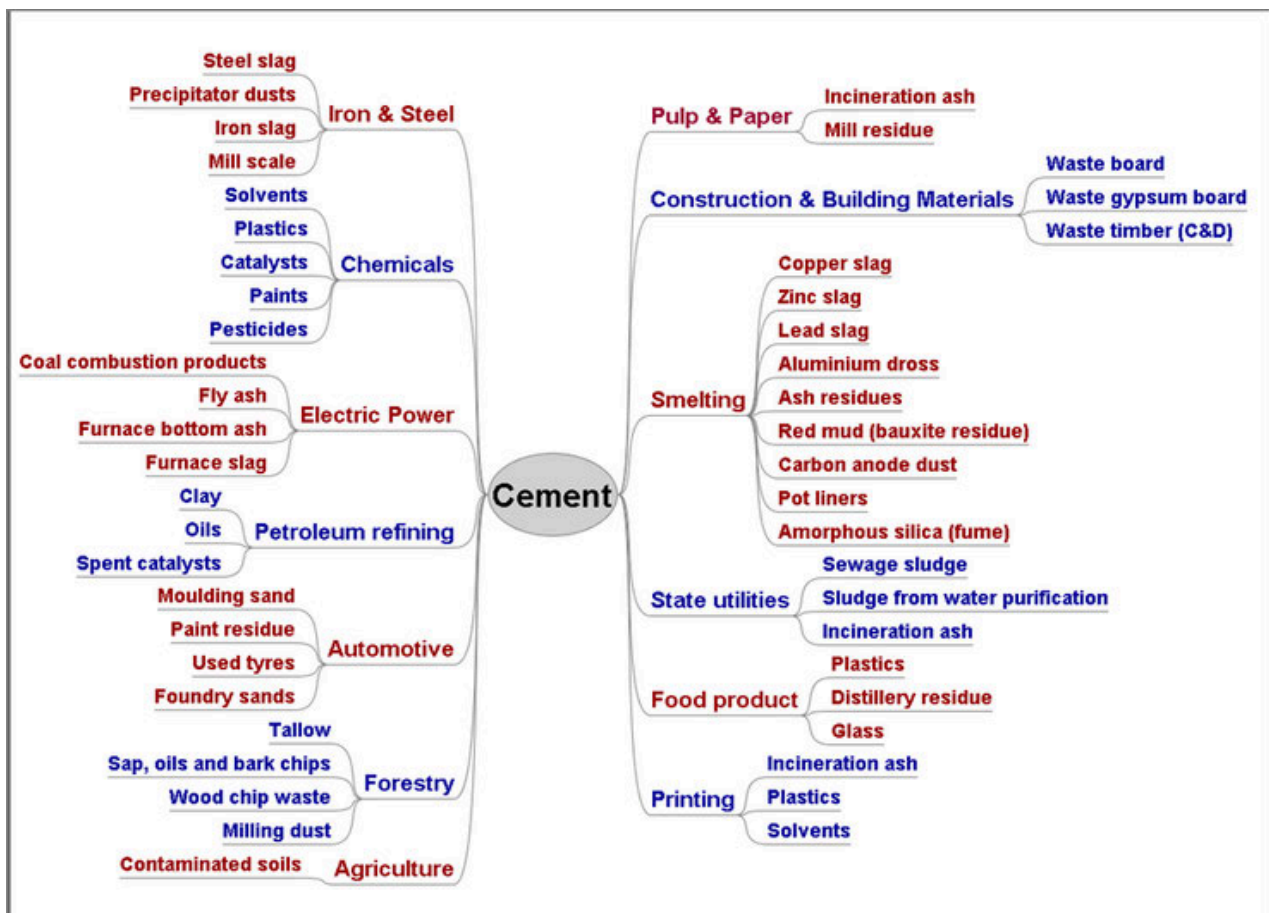 Steel slag
Precipitator dusts
Iron slag
Mill scale
Iron & Steel
Solvents
Plastics
Catalysts
Paints
Pesticides
Chemicals
Coal combustion products
Fly ash
Furnace bottom ash
Furnace slag
Electric Power
Clay
Oils
Spent catalysts
Petroleum refining
Moulding sand
Paint residue
Used tyres
Foundry sands
Automotive
Tallow
Sap, oils and bark chips
Wood chip waste
Milling dust
Forestry
Contaminated soils
Agriculture
Cement
Pulp & Paper
Incineration ash
Mill residue
Construction & Building Materials
Waste board
Waste gypsum board
Waste timber (C&D)
Smelting
Copper slag
Zinc slag
Lead slag
Aluminium dross
Ash residues
Red mud (bauxite residue)
Carbon anode dust
Pot liners
Amorphous silica (fume)
State utilities
Sewage sludge
Sludge from water purification
Incineration ash
Food product
Plastics
Distillery residue
Glass
Printing
Incineration ash
Plastics
Solvents